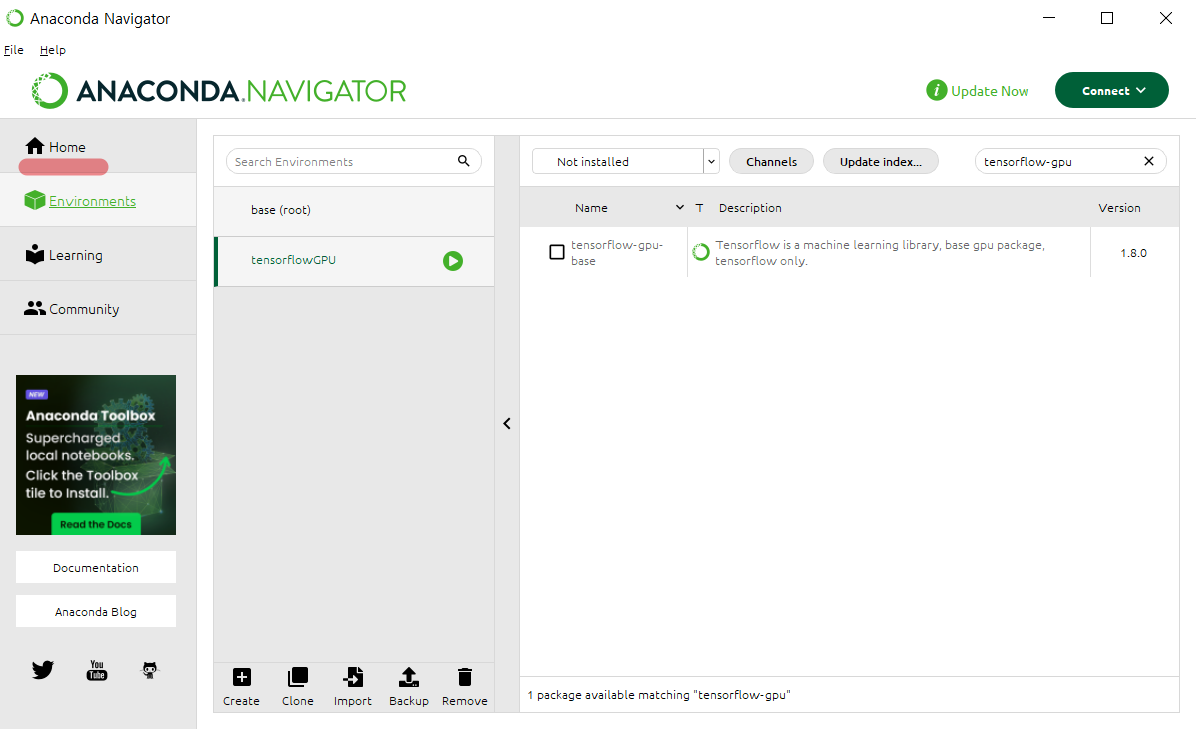 Anaconda Navigator
File Help
ANACONDA.NAVIGATOR
i Update Now
Connect
Home
Environments
Learning
Community
NEW
Anaconda Toolbox
Supercharged
local notebooks.
Click the Toolbox
tile to Install.
Read the Docs
Documentation
Anaconda Blog
You
Tube
Search Environments
base (root)
tensorflowGPU
Create Clone Import Backup Remove
Not installed Channels Update index... tensorflow-gpu
Name T Description Version
tensorflow-gpu-
base
Tensorflow is a machine learning library, base gpu package,
tensorflow only.
1.8.0
1 package available matching "tensorflow-gpu"